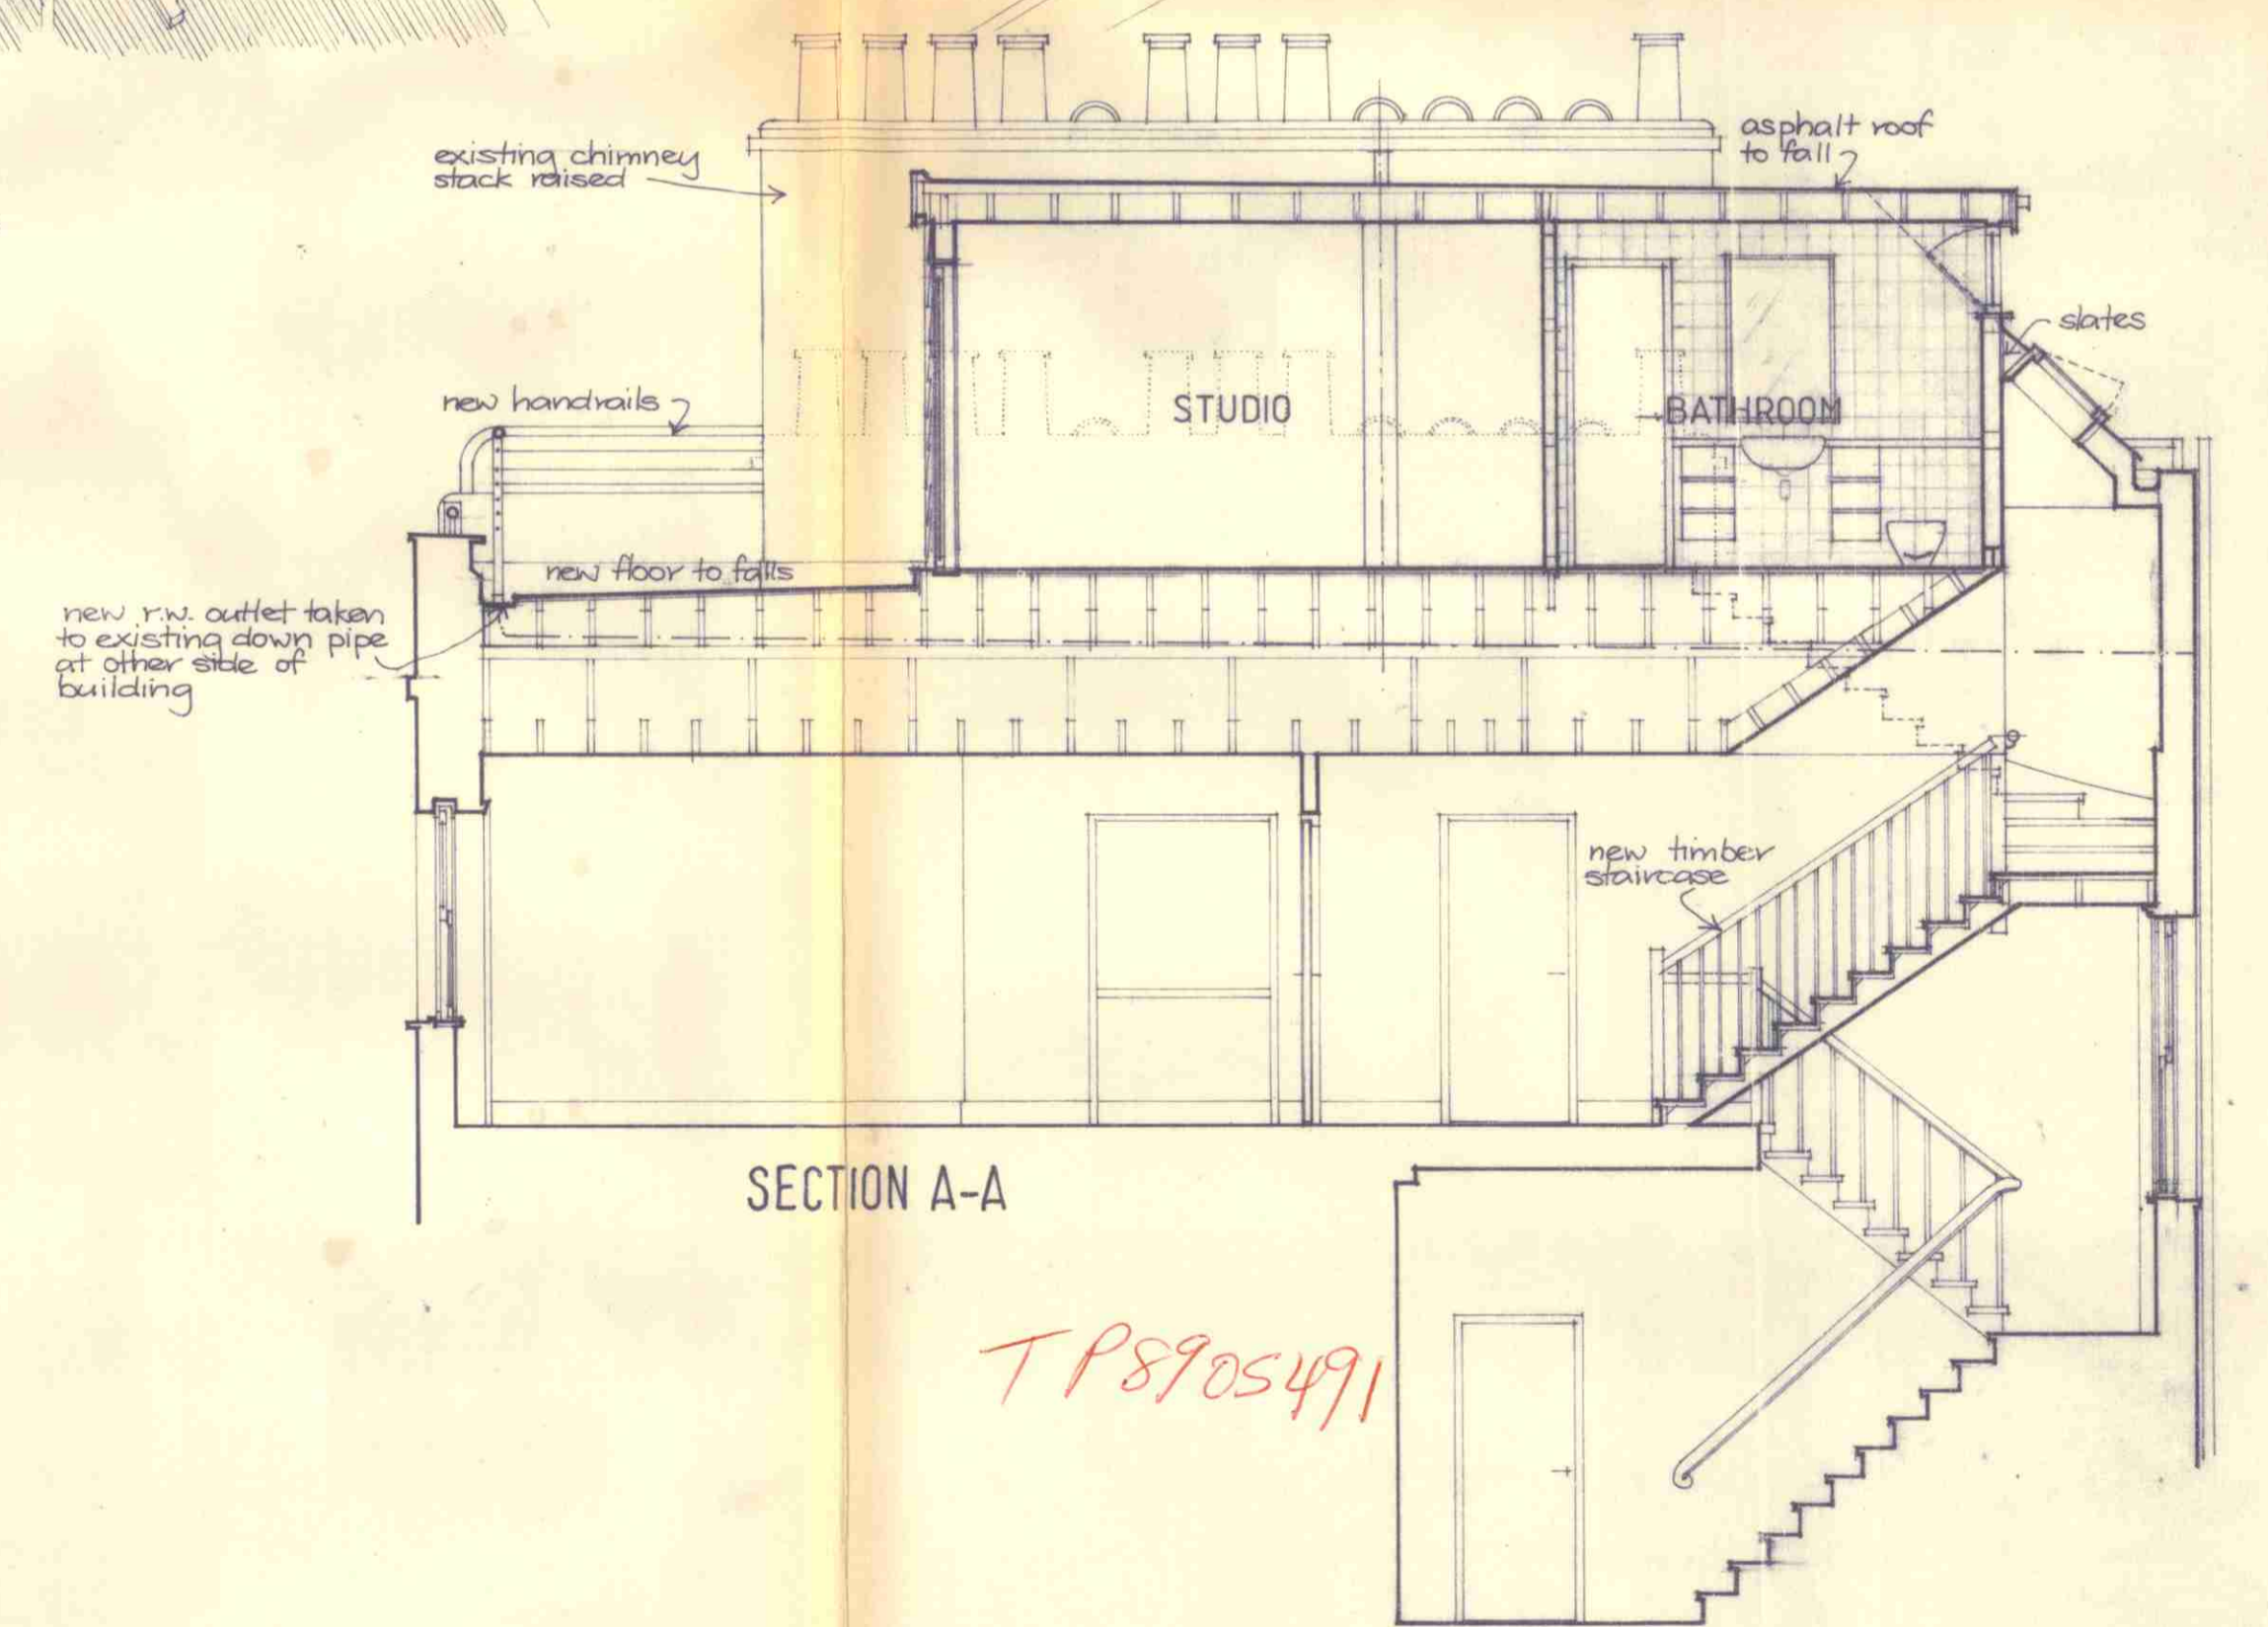 existing chimney
stack raised
asphalt roof
to fall
slates
new handrails
STUDIO
BATHROOM
new floor to falls
new r.w. outlet taken
to existing down pipe
at other side of
building
new timber
staircase
SECTION A-A
TP8905491